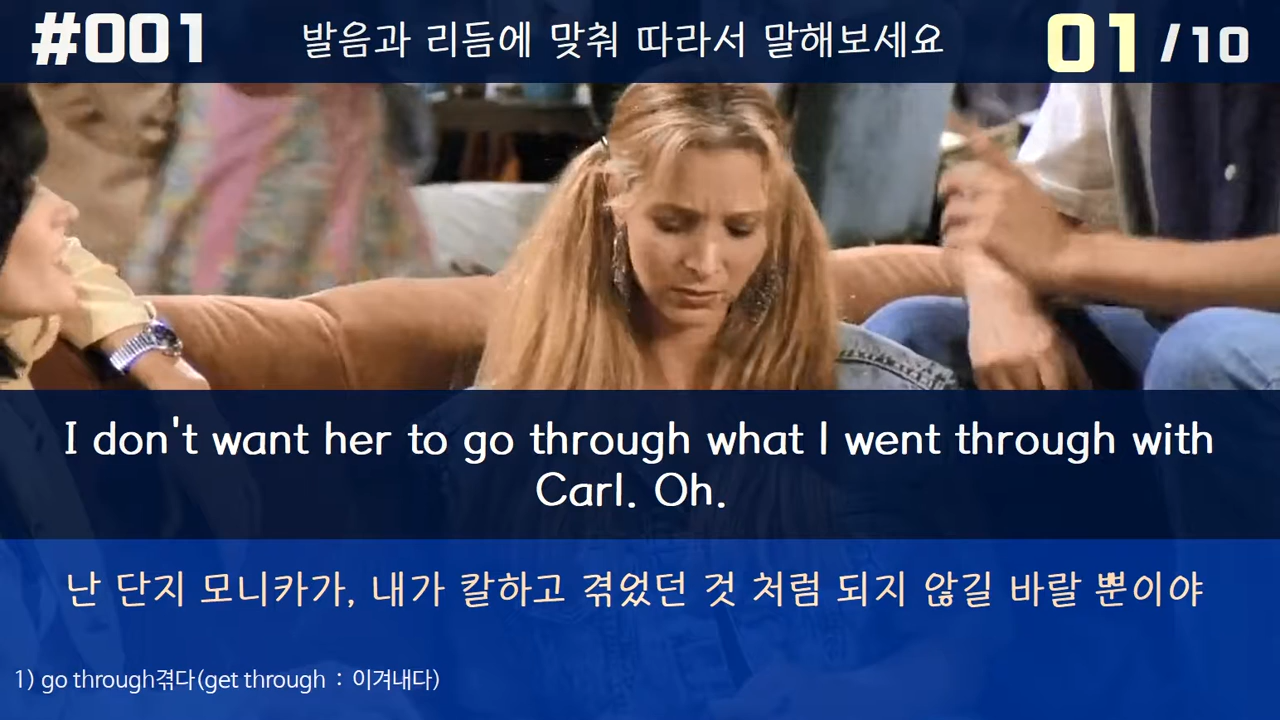 #001
발음과 리듬에 맞춰 따라서 말해보세요
01 /10
I don't want her to go through what I went through with
Carl. Oh.
난 단지 모니카가, 내가 칼하고 겪었던 것 처럼 되지 않길 바랄 뿐이야
1) go through겪다(get through : 이겨내다)